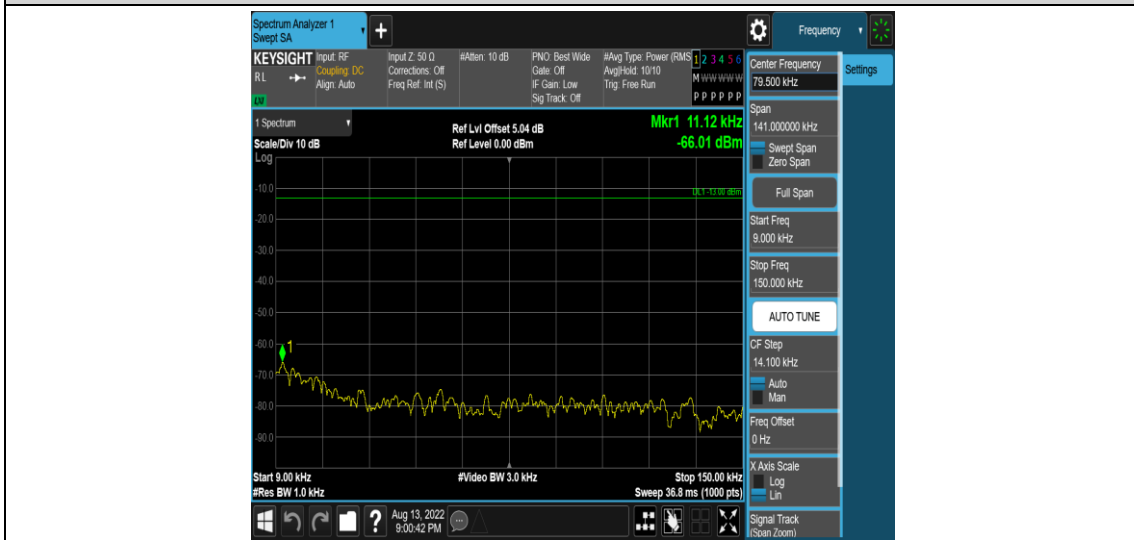 Spectrum Analyzer 1
Swept SA
+
Frequency
KEYSIGHT
RL
LXI
Input: RF
Coupling: DC
Align: Auto
Input Z: 50 Ω
Corrections: Off
Freq Ref: Int (S)
#Atten: 10 dB
PNO: Best Wide
Gate: Off
IF Gain: Low
Sig Track: Off
#Avg Type: Power (RMS
Avg|Hold: 10/10
Trig: Free Run
1 2 3 4 5 6
M W W W W W
P P P P P P
Center Frequency
79.500 kHz
Settings
1 Spectrum
Scale/Div 10 dB
Log
Ref Lvl Offset 5.04 dB
Ref Level 0.00 dBm
Mkr1 11.12 kHz
-66.01 dBm
DL1 -13.00 dBm
-10.0
-20.0
-30.0
-40.0
-50.0
-60.0
-70.0
-80.0
-90.0
1
Start 9.00 kHz
#Res BW 1.0 kHz
#Video BW 3.0 kHz
Stop 150.00 kHz
Sweep 36.8 ms (1000 pts)
Span
141.000000 kHz
Swept Span
Zero Span
Full Span
Start Freq
9.000 kHz
Stop Freq
150.000 kHz
AUTO TUNE
CF Step
14.100 kHz
Auto
Man
Freq Offset
0 Hz
X Axis Scale
Log
Lin
Signal Track
(Span Zoom)
?
Aug 13, 2022
9:00:42 PM